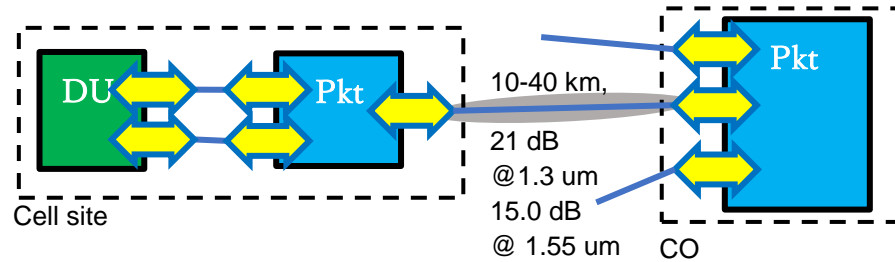 DU
Pkt
10-40 km,
21 dB
@1.3 um
15.0 dB
@ 1.55 um
Pkt
Cell site
CO